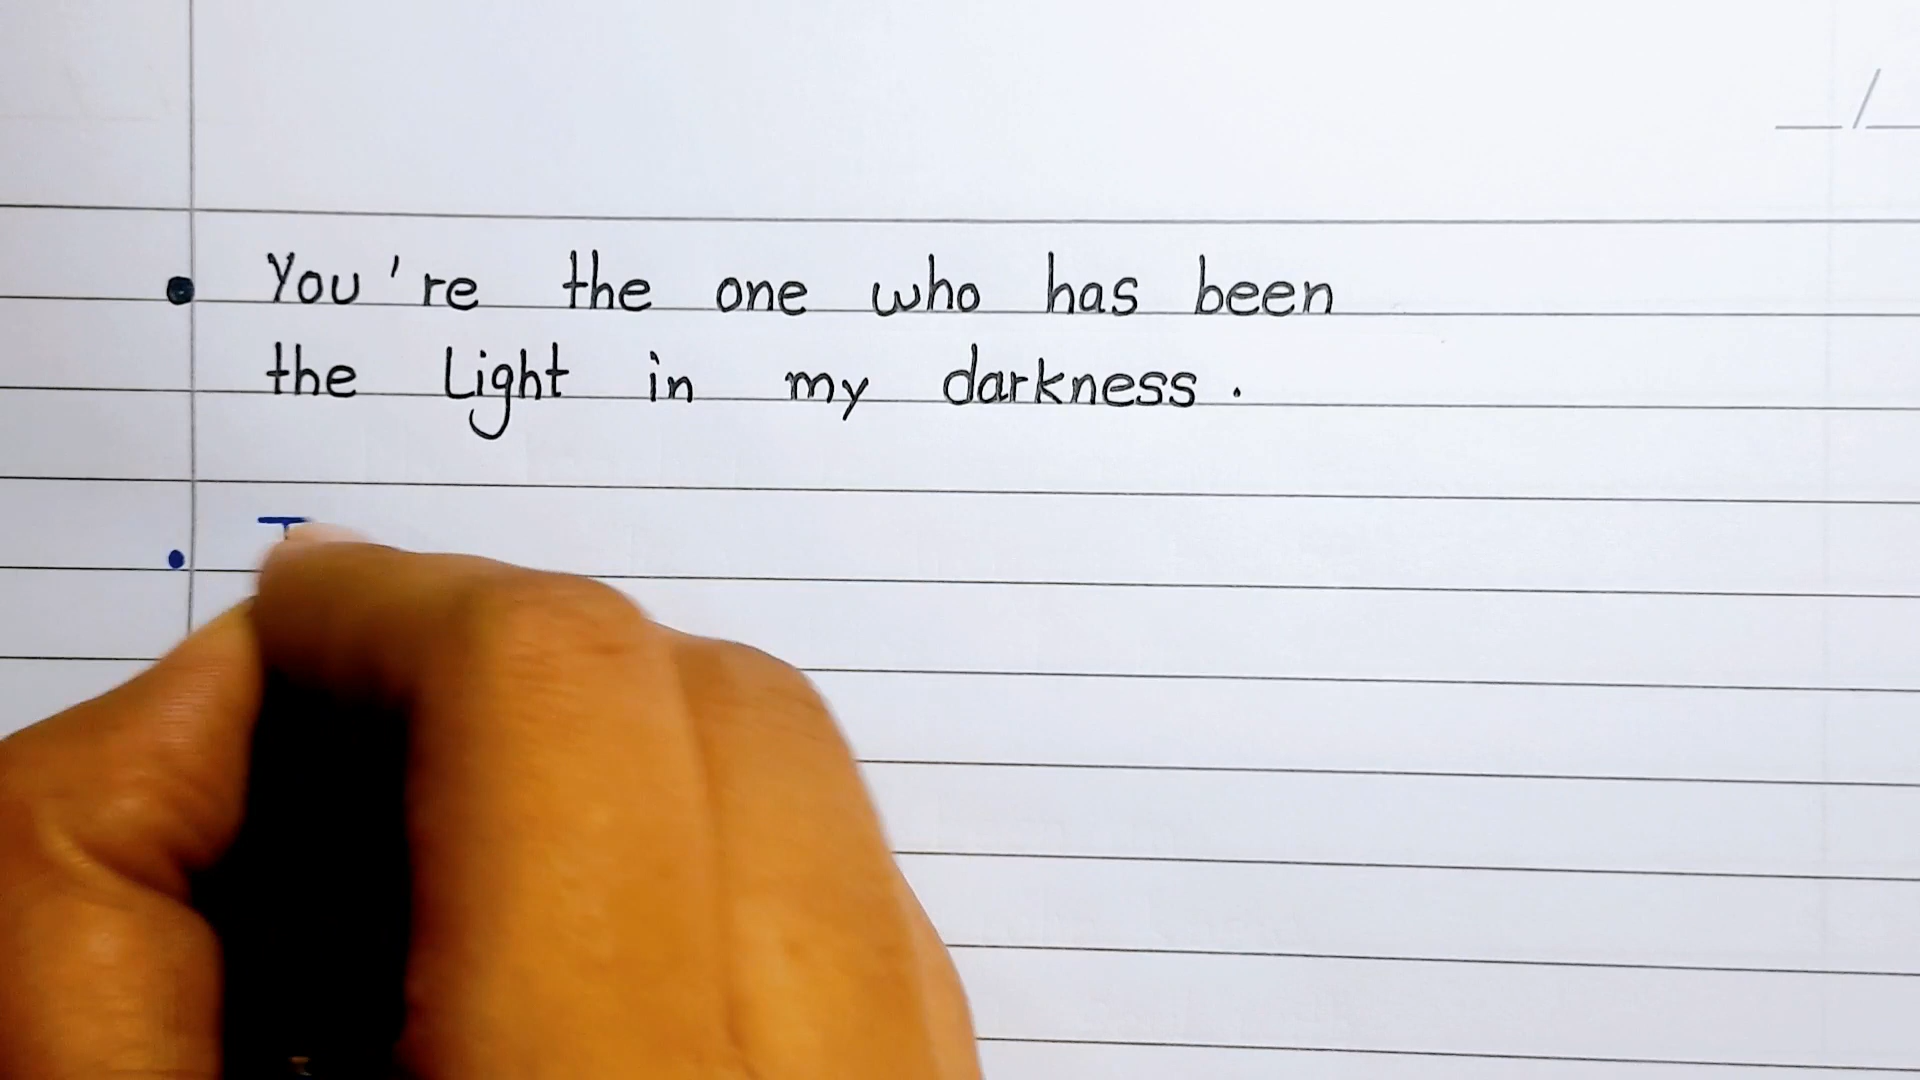 • You're the one who has been
the Light in my darkness.
•